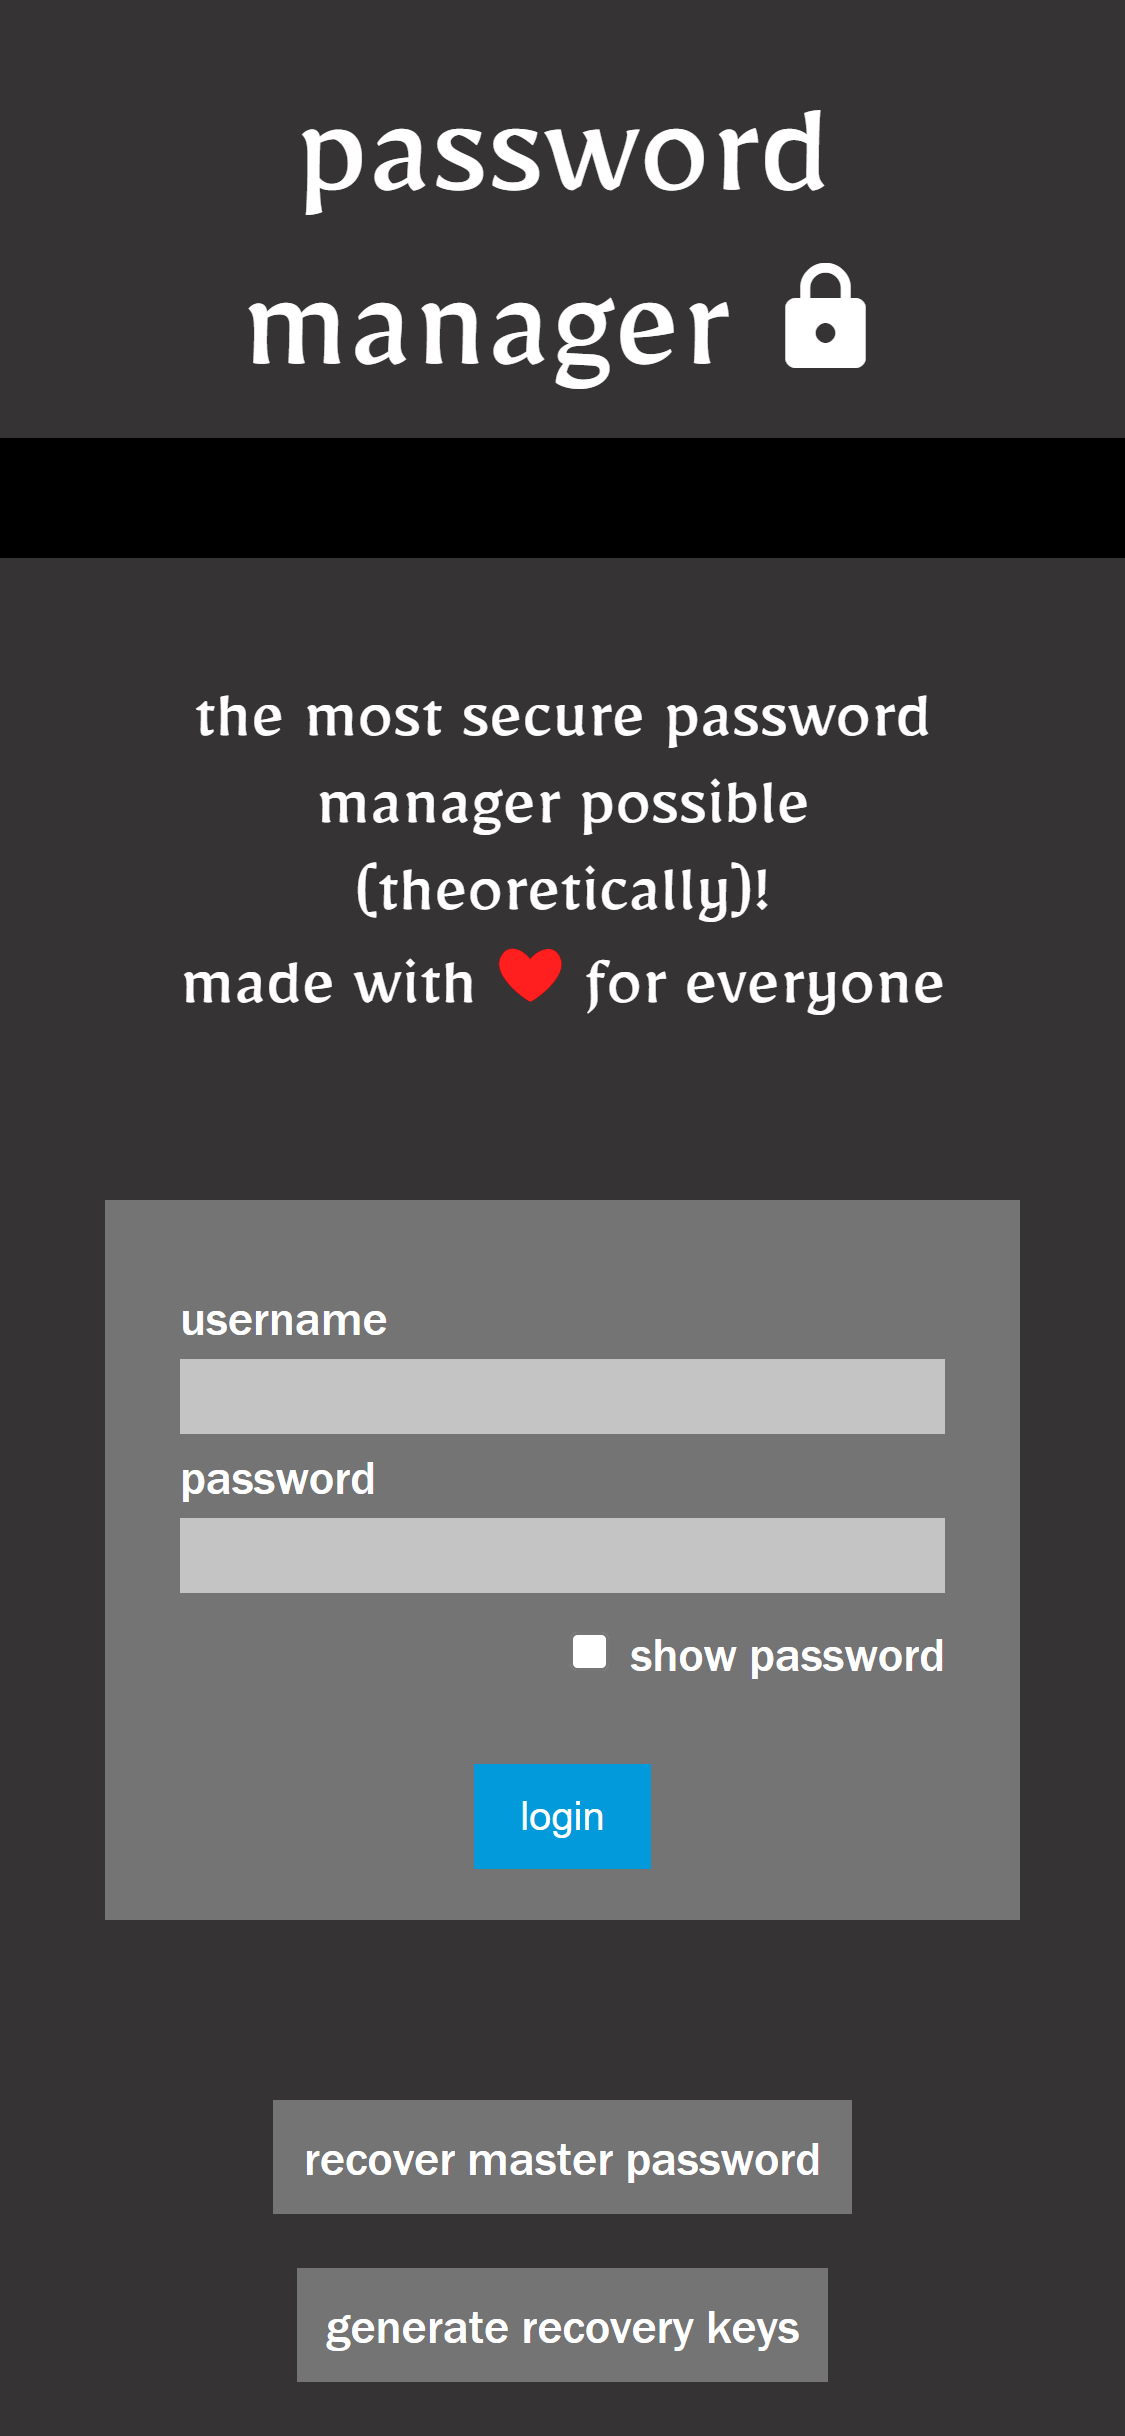 password
manager
the most secure password
manager possible
(theoretically)!
made with for everyone
username
password
show password
login
recover master password
generate recovery keys